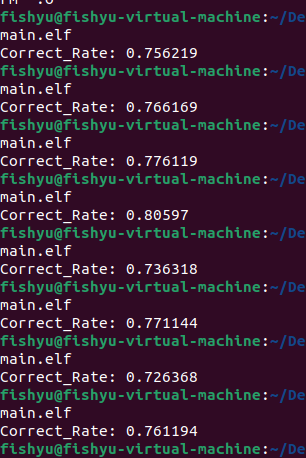 fishyu@fishyu-virtual-machine:~/De
main.elf
Correct_Rate: 0.756219
fishyu@fishyu-virtual-machine:~/De
main.elf
Correct_Rate: 0.766169
fishyu@fishyu-virtual-machine:~/De
main.elf
Correct_Rate: 0.776119
fishyu@fishyu-virtual-machine:~/De
main.elf
Correct_Rate: 0.80597
fishyu@fishyu-virtual-machine:~/De
main.elf
Correct_Rate: 0.736318
fishyu@fishyu-virtual-machine:~/De
main.elf
Correct_Rate: 0.771144
fishyu@fishyu-virtual-machine:~/De
main.elf
Correct_Rate: 0.726368
fishyu@fishyu-virtual-machine:~/De
main.elf
Correct_Rate: 0.761194
fishyu@fishyu-virtual-machine:~/De